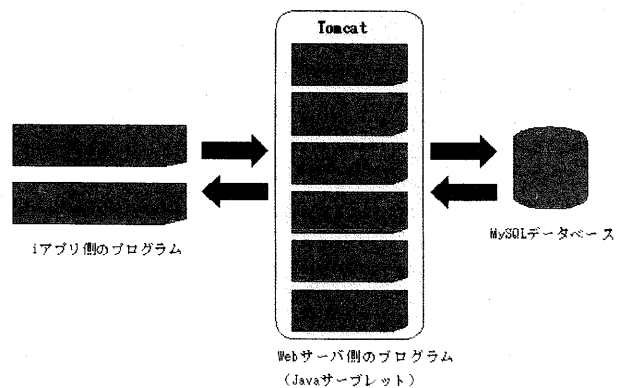 Tomcat
iアプリ側のプログラム
MySQLデータベース
Webサーバ側のプログラム
(Javaサーブレット)